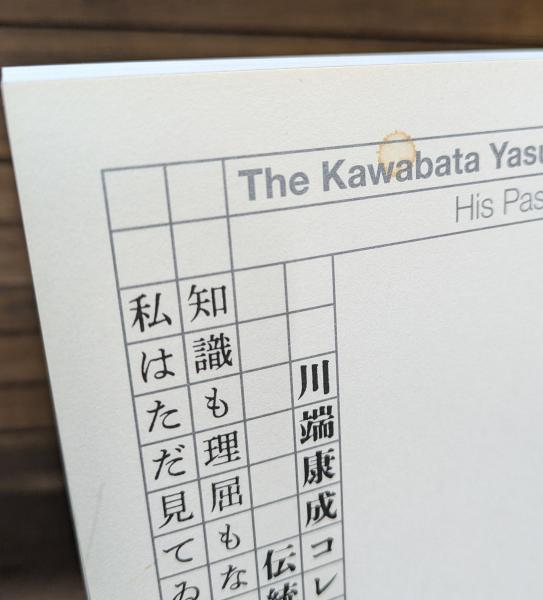 The Kawabata Yasu
His Pas
川端康成コレ
伝統
知識も理屈もな
私はただ見てゐ